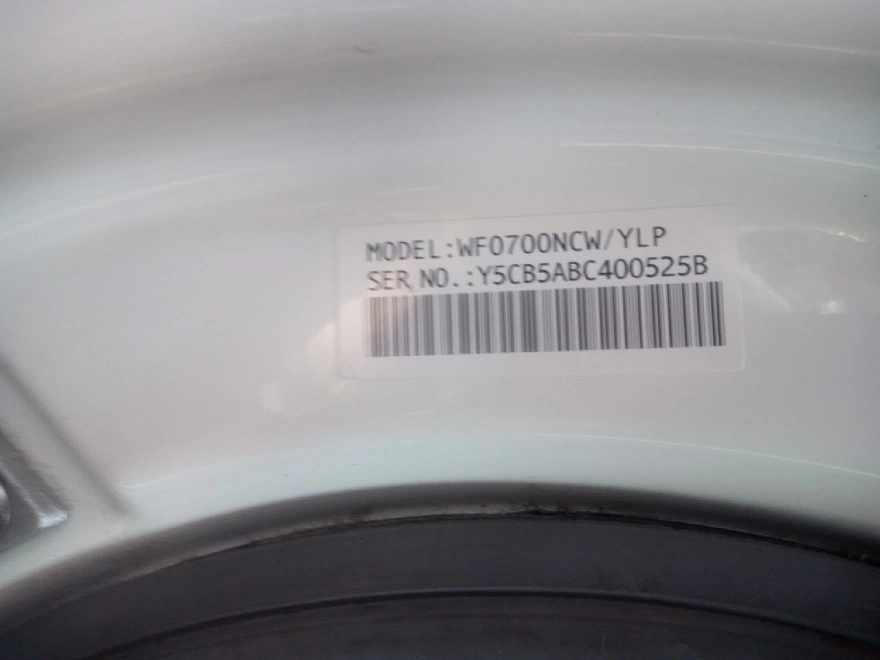 MODEL:WF0700NCW/YLP
SER NO.:Y5CB5ABC400525B